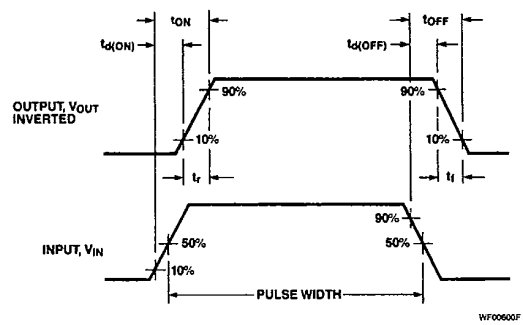 tON
tOFF
td(ON)
td(OFF)
OUTPUT, VOUT
INVERTED
90%
90%
10%
10%
tr
tf
INPUT, VIN
90%
50%
50%
10%
PULSE WIDTH
WF00600F